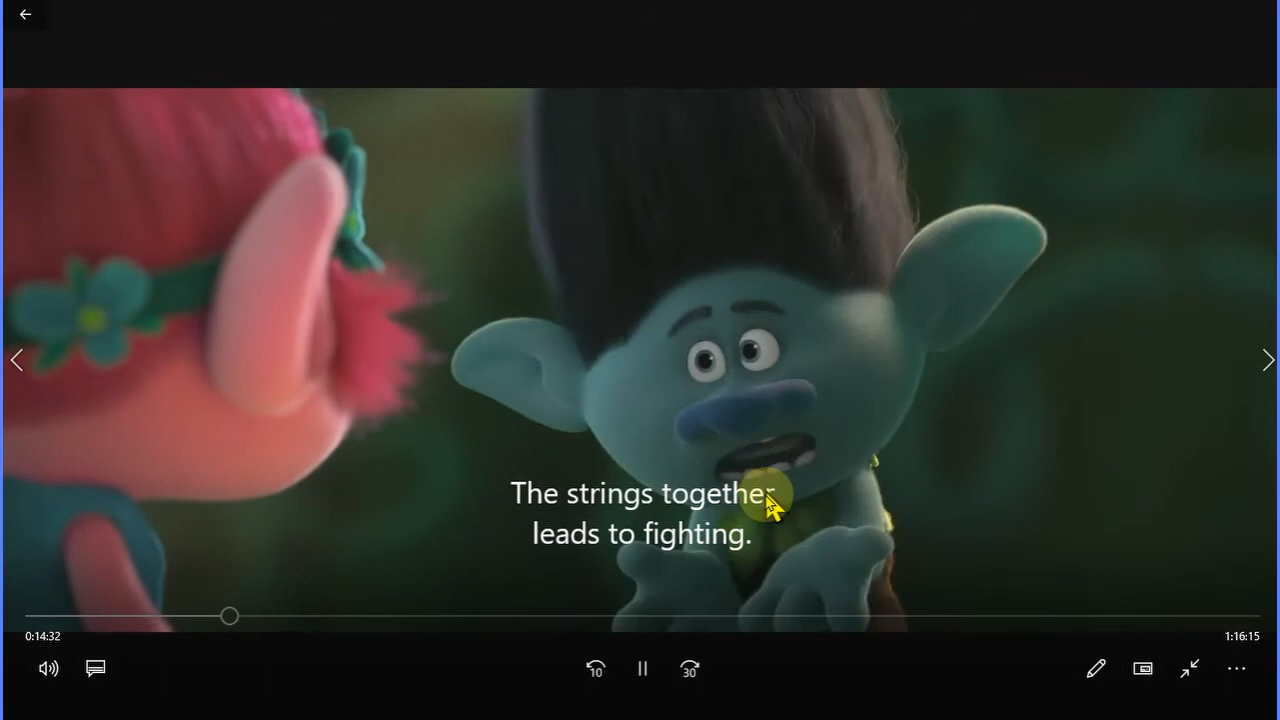 The strings together
leads to fighting.
0:14:32
1:16:15
10
30